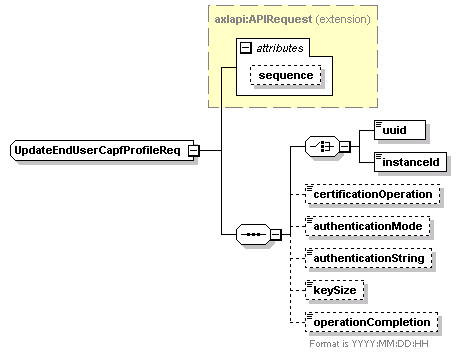 axlapi:APIRequest (extension)
attributes
sequence
UpdateEndUserCapfProfileReq
uuid
instanceId
certificationOperation
authenticationMode
authenticationString
keySize
operationCompletion
Format is YYYY:MM:DD:HH